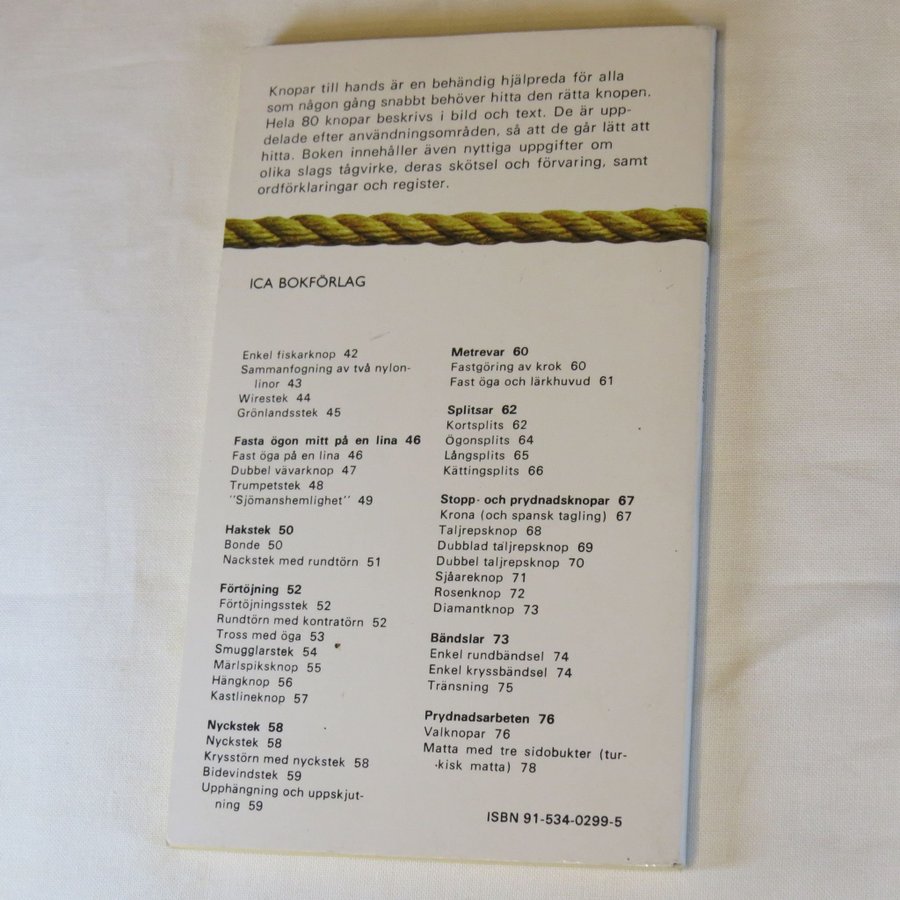 Knopar till hands är en behändig hjälpreda för alla
som någon gång snabbt behöver hitta den rätta knopen.
Hela 80 knopar beskrivs i bild och text. De är upp-
delade efter användningsområden, så att de går lätt att
hitta. Boken innehåller även nyttiga uppgifter om
olika slags tågvirke, deras skötsel och förvaring, samt
ordförklaringar och register.
ICA BOKFÖRLAG
Enkel fiskarknop 42
Sammanfogning av två nylon-
linor 43
Wirestek 44
Grönlandsstek 45
Fasta ögon mitt på en lina 46
Fast öga på en lina 46
Dubbel vävarknop 47
Trumpetstek 48
"Sjömanshemlighet" 49
Hakstek 50
Bonde 50
Nackstek med rundtörn 51
Förtöjning 52
Förtöjningsstek 52
Rundtörn med kontratörn 52
Tross med öga 53
Smugglarstek 54
Märlspiksknop 55
Hängknop 56
Kastlineknop 57
Nyckstek 58
Nyckstek 58
Krysstörn med nyckstek 58
Bidevindstek 59
Upphängning och uppskjut-
ning 59
Metrevar 60
Fastgöring av krok 60
Fast öga och lärkhuvud 61
Splitsar 62
Kortsplits 62
Ögonsplits 64
Långsplits 65
Kättingsplits 66
Stopp- och prydnadsknopar 67
Krona (och spansk tagling) 67
Taljrepsknop 68
Dubblad taljrepsknop 69
Dubbel taljrepsknop 70
Sjåareknop 71
Rosenknop 72
Diamantknop 73
Bändslar 73
Enkel rundbändsel 74
Enkel kryssbändsel 74
Tränsning 75
Prydnadsarbeten 76
Valknopar 76
Matta med tre sidobukter (tur-
kisk matta) 78
ISBN 91-534-0299-5